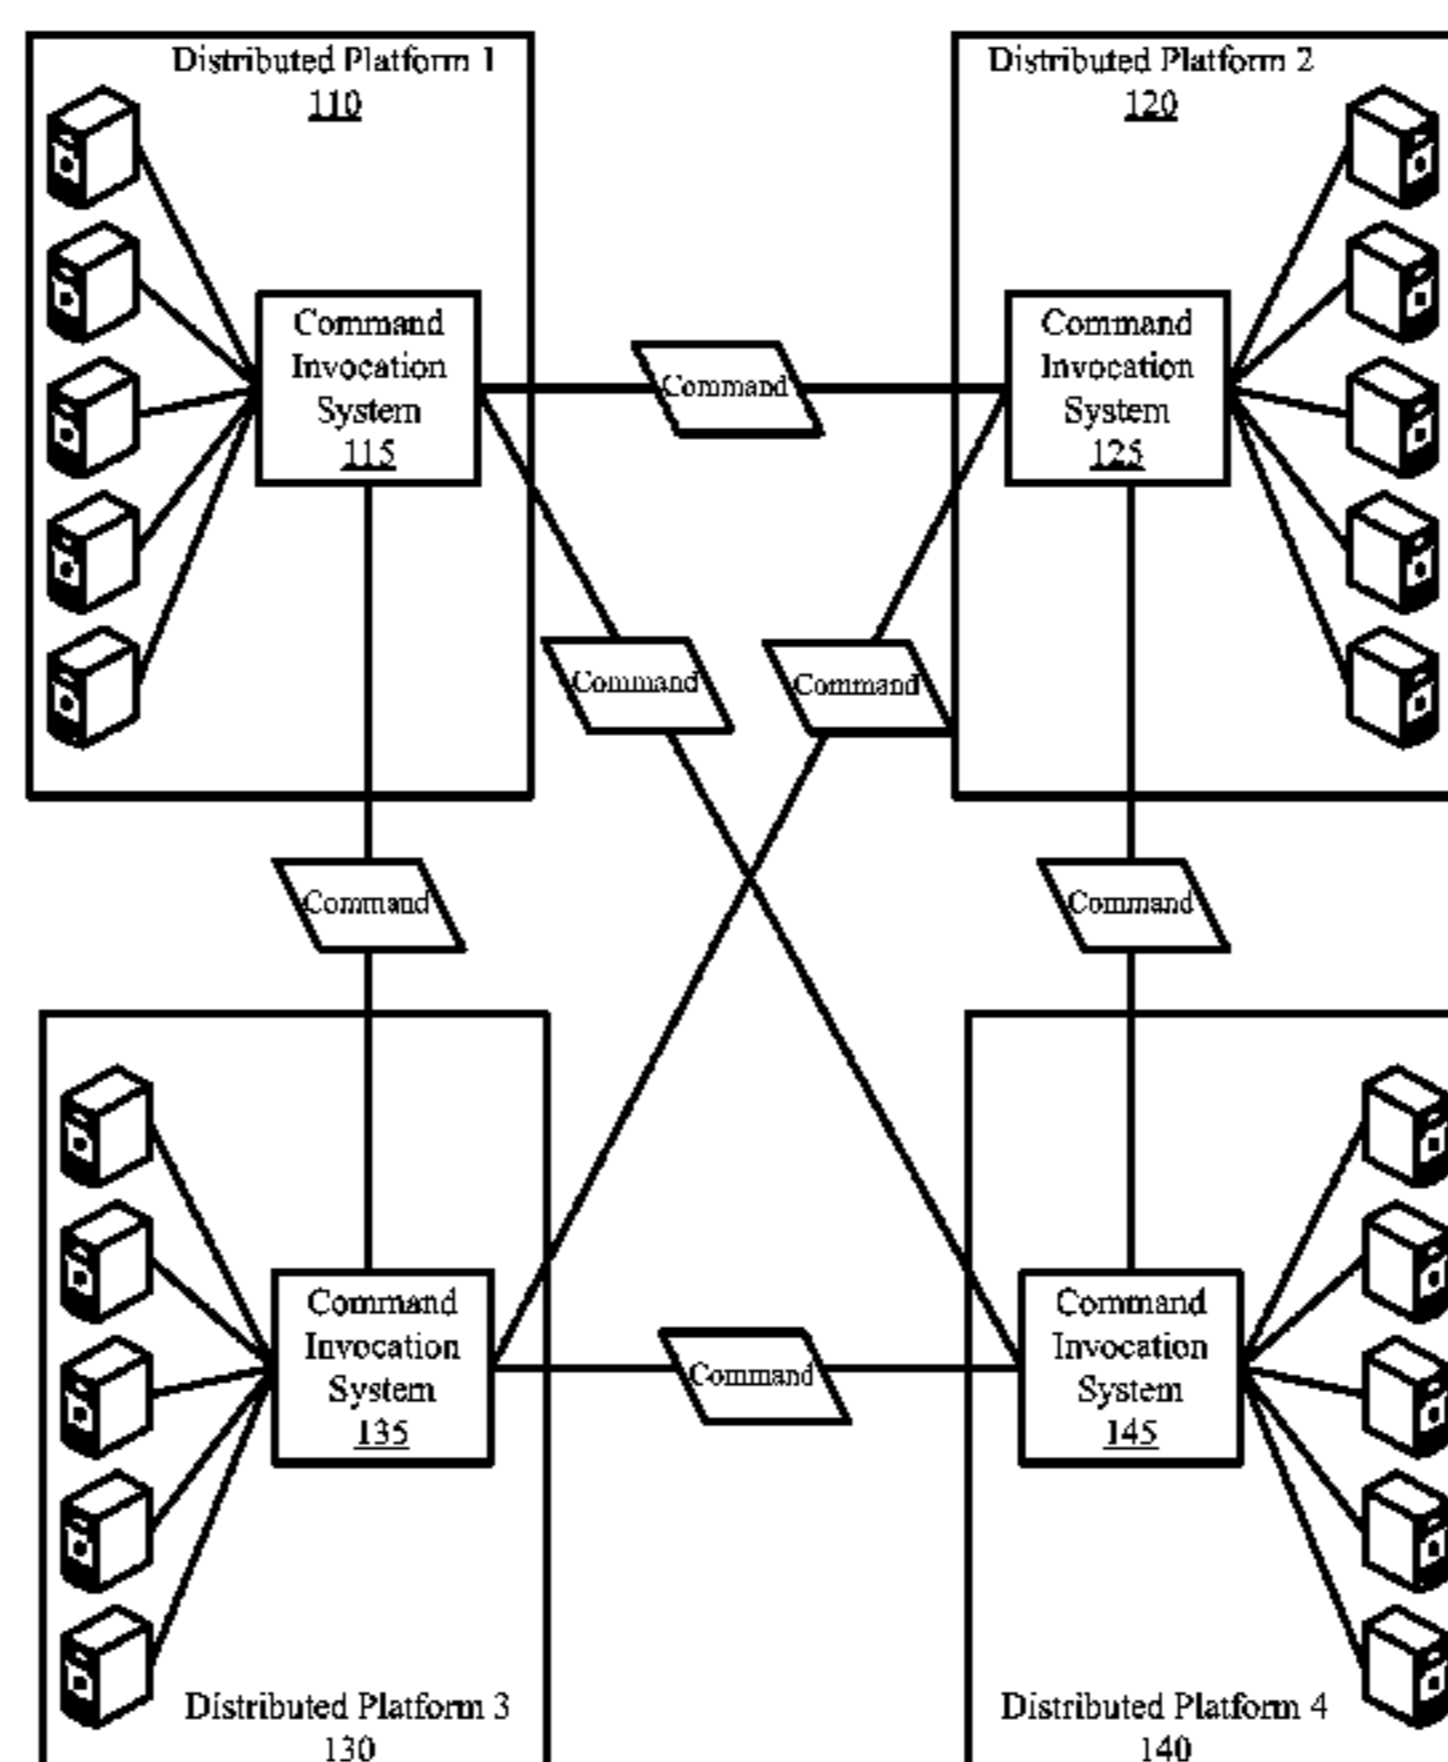 Distributed Platform 1
110
Distributed Platform 2
120
Command
Invocation
System
115
Command
Command
Invocation
System
125
Command
Command
Command
Command
Command
Invocation
System
135
Command
Command
Invocation
System
145
Distributed Platform 3
130
Distributed Platform 4
140